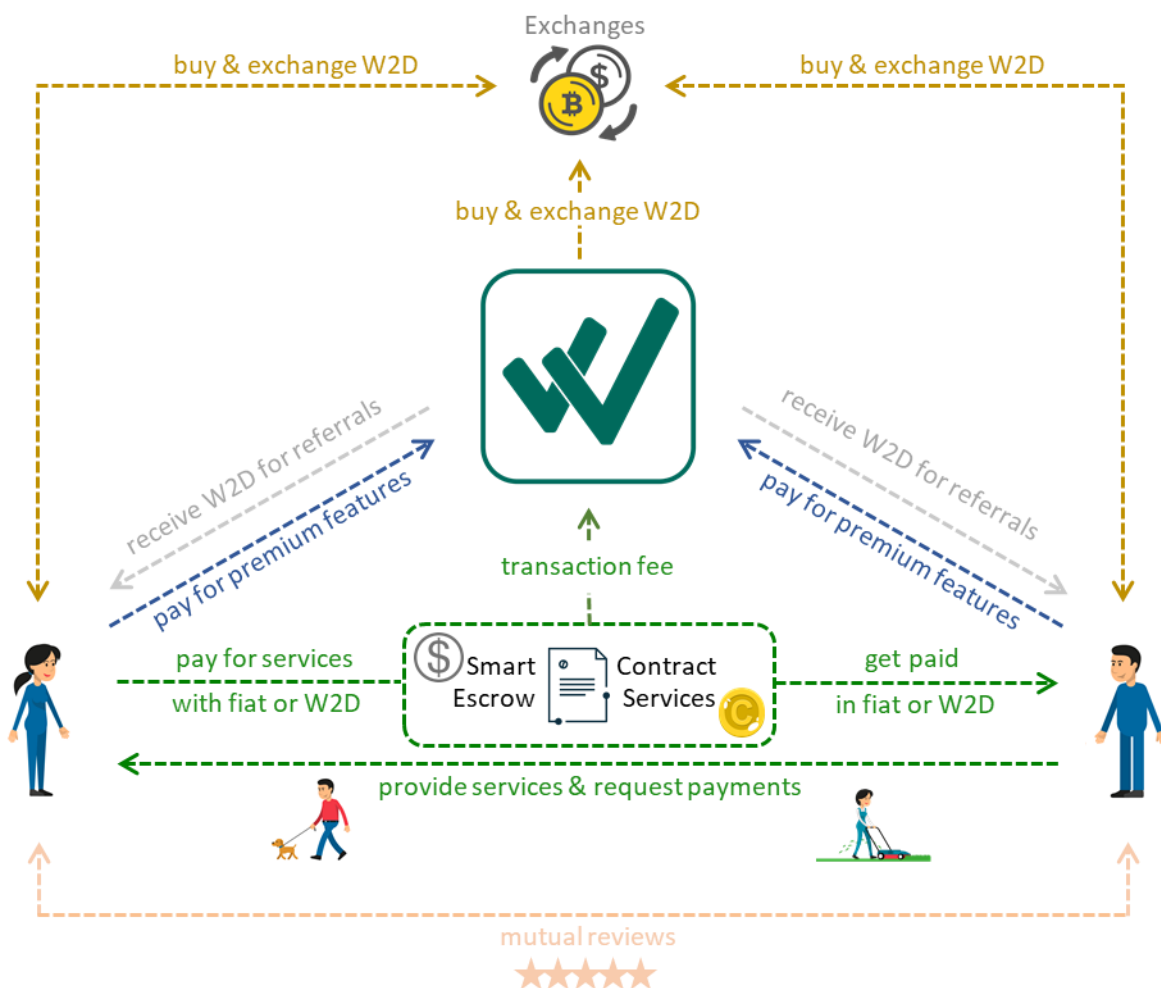 Exchanges
buy & exchange W2D
buy & exchange W2D
buy & exchange W2D
receive W2D for referrals
pay for premium features
receive W2D for referrals
pay for premium features
transaction fee
pay for services
with fiat or W2D
Smart Contract
Escrow Services
get paid
in fiat or W2D
provide services & request payments
mutual reviews